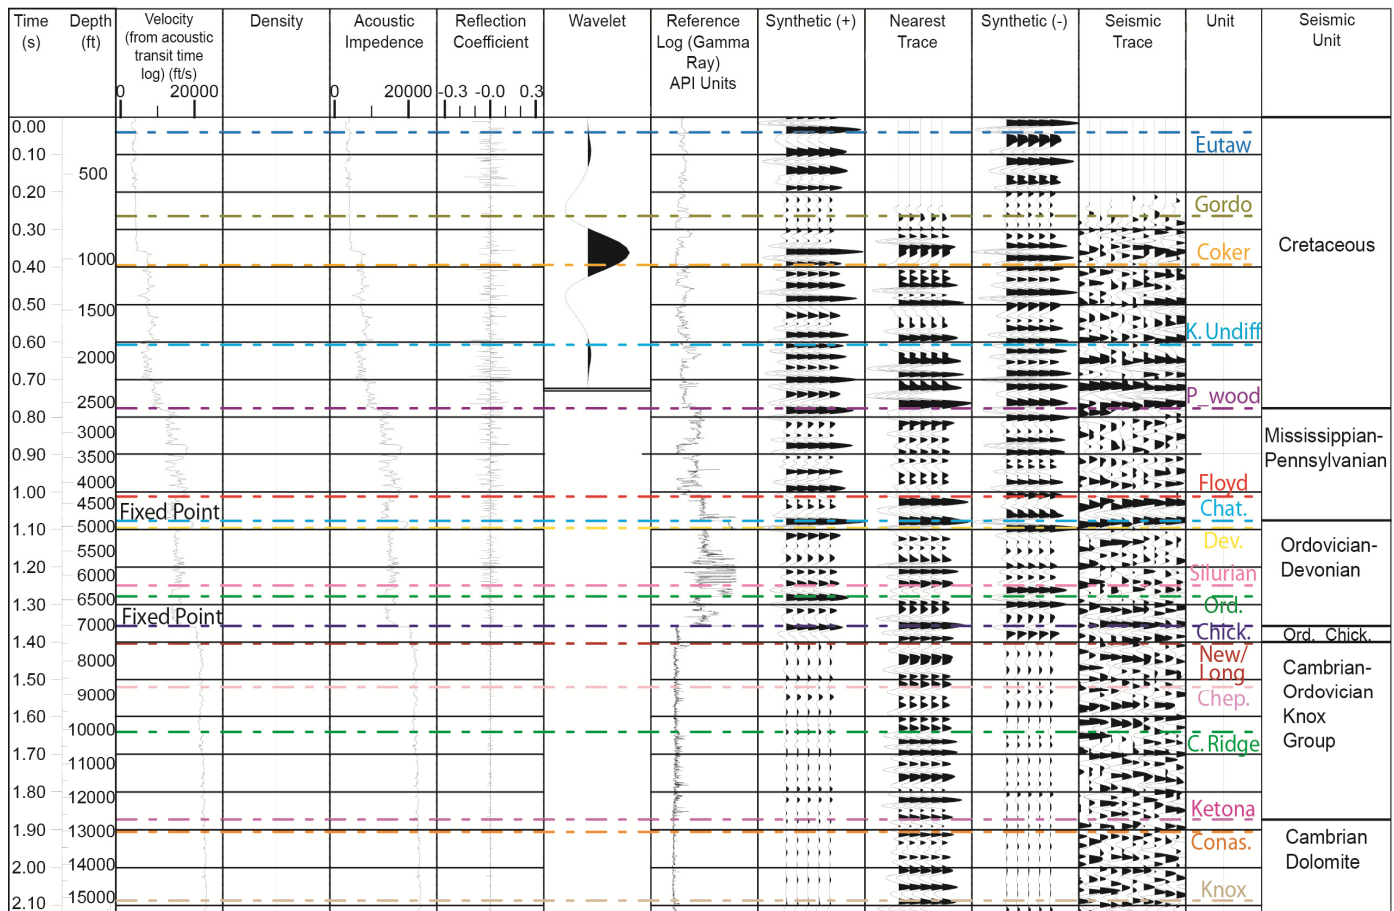 Time
(s)
Depth
(ft)
Velocity
(from acoustic
transit time
log) (ft/s)
0 20000
Density
Acoustic
Impedence
0 20000
Reflection
Coefficient
-0.3 -0.0 0.3
Wavelet
Reference
Log (Gamma
Ray)
API Units
Synthetic (+)
Nearest
Trace
Synthetic (-)
Seismic
Trace
Unit
Seismic
Unit
0.00
0.10
0.20
0.30
0.40
0.50
0.60
0.70
0.80
0.90
1.00
1.10
1.20
1.30
1.40
1.50
1.60
1.70
1.80
1.90
2.00
2.10
500
1000
1500
2000
2500
3000
3500
4000
4500
5000
5500
6000
6500
7000
8000
9000
10000
11000
12000
13000
14000
15000
Fixed Point
Fixed Point
Eutaw
Gordo
Coker
K. Undiff
P_wood
Floyd
Chat.
Dev.
Silurian
Ord.
Chick.
New/
Long
Chep.
C. Ridge
Ketona
Conas.
Knox
Cretaceous
Mississippian-
Pennsylvanian
Ordovician-
Devonian
Ord. Chick.
Cambrian-
Ordovician
Knox
Group
Cambrian
Dolomite